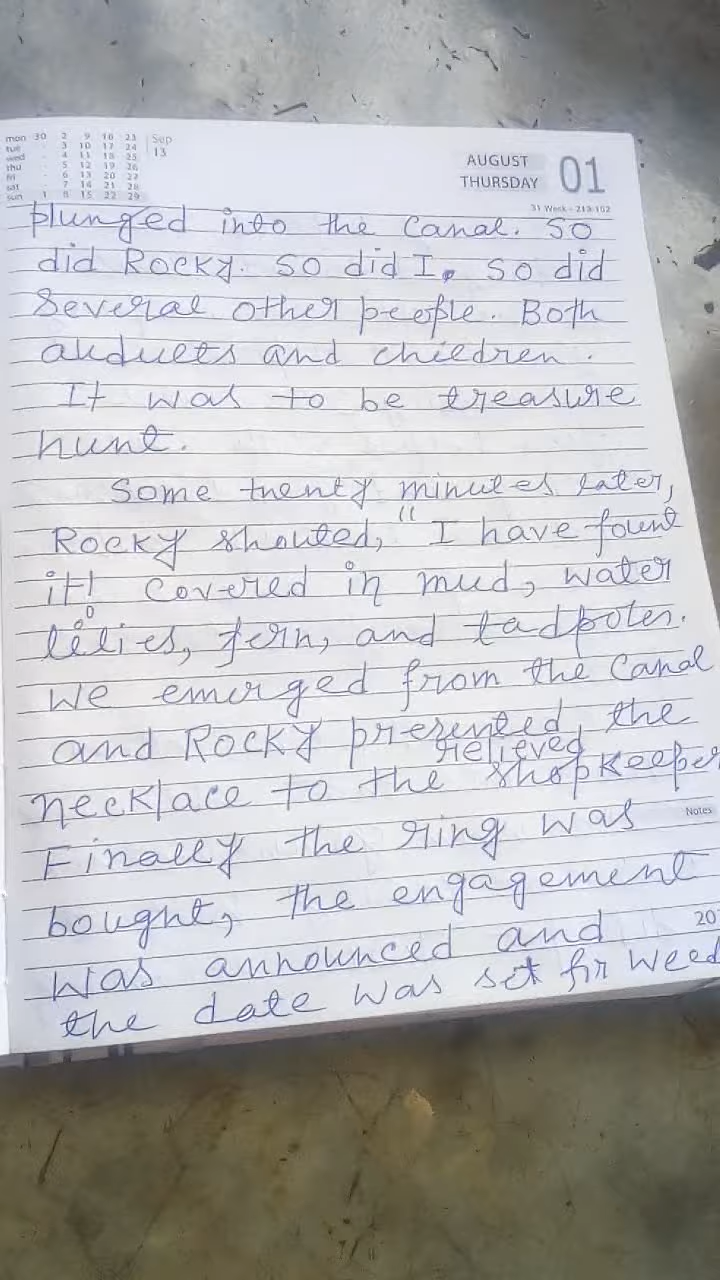 mon 30 2 9 16 23 Sep
tue - 3 10 17 24 13
wed - 4 11 18 25
thu - 5 12 19 26
fri - 6 13 20 27
sat - 7 14 21 28
sun 1 8 15 22 29
AUGUST
THURSDAY 01
31 Week - 213-152
plunged into the Canal. So
did Rocky. So did I. So did
Several other people. Both
and children.
It was to be treasure
hunt.
Some twenty minutes later,
Rocky shouted, "I have fount
it! Covered in mud, water
lilies, fern, and tadpoles.
We emerged from the Canal
and Rocky presented the
relieved
necklace to the shopkeeper
Notes
Finally the ring was
bought, the engagement
20
was announced and
the date was set for weed